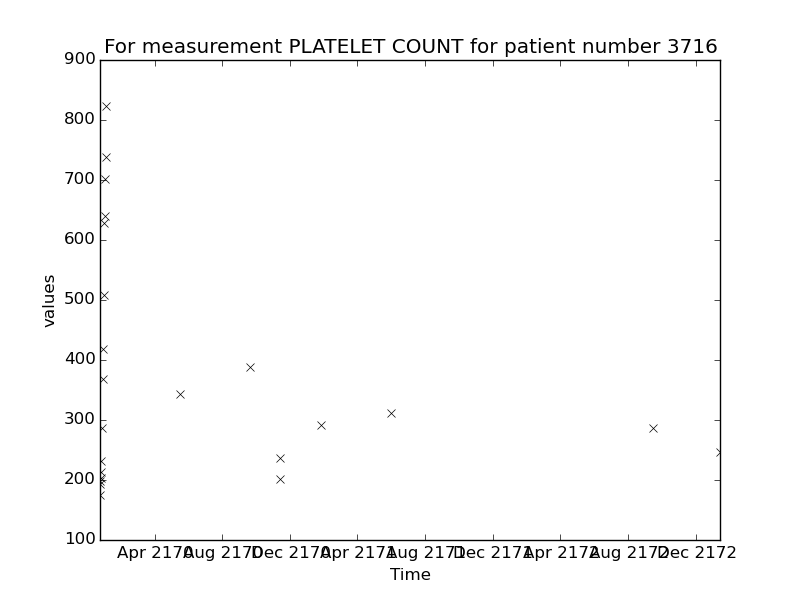 For measurement PLATELET COUNT for patient number 3716
900
800
700
600
500
400
300
200
100
values
Apr 2170 Aug 2170 Dec 2170 Apr 2171 Aug 2171 Dec 2171 Apr 2172 Aug 2172 Dec 2172
Time